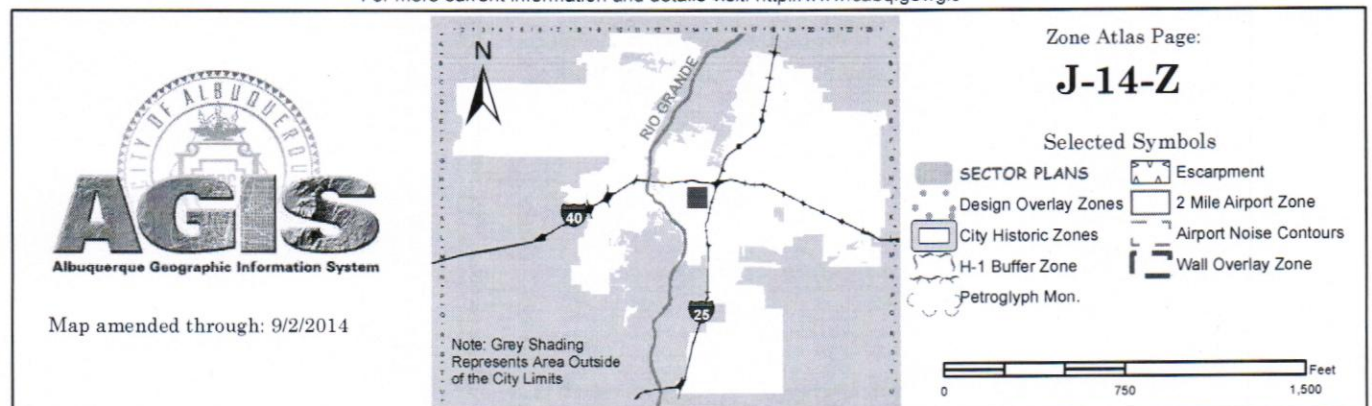 For more current information and details visit: http://www.cabq.gov/gis
CITY OF ALBUQUERQUE
AGIS
Albuquerque Geographic Information System
Map amended through: 9/2/2014
N
RIO GRANDE
40
25
Note: Grey Shading
Represents Area Outside
of the City Limits
Zone Atlas Page:
J-14-Z
Selected Symbols
SECTOR PLANS
Escarpment
Design Overlay Zones
2 Mile Airport Zone
City Historic Zones
Airport Noise Contours
H-1 Buffer Zone
Wall Overlay Zone
Petroglyph Mon.
Feet
0 750 1,500